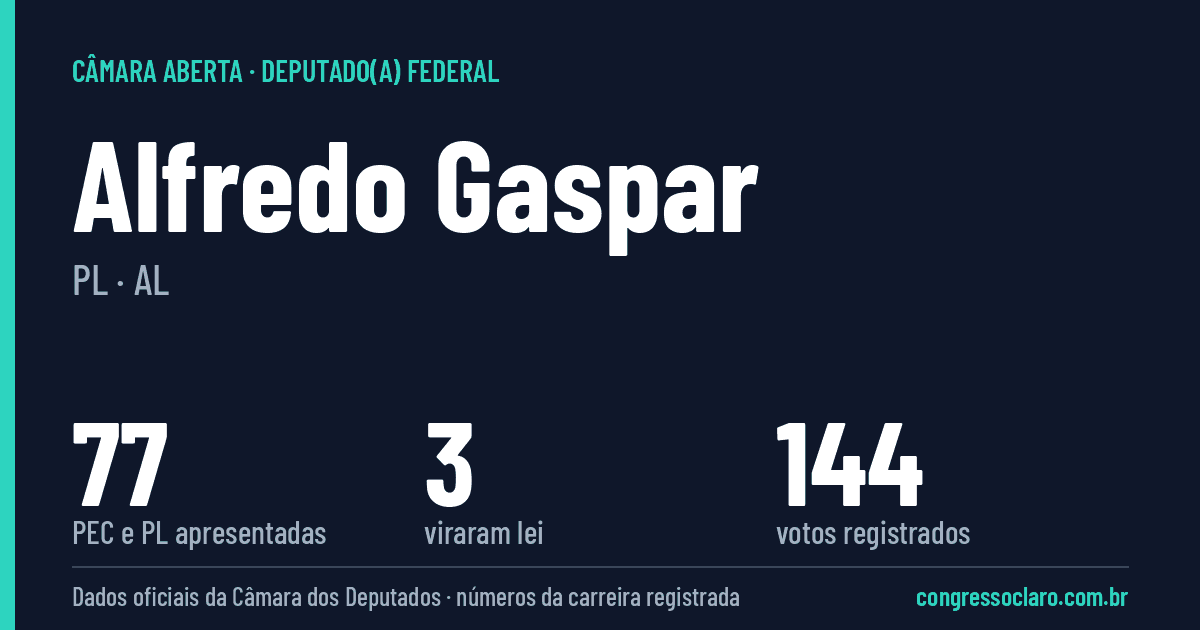 CÂMARA ABERTA · DEPUTADO(A) FEDERAL
Alfredo Gaspar
PL · AL
77
PEC e PL apresentadas
3
viraram lei
144
votos registrados
Dados oficiais da Câmara dos Deputados · números da carreira registrada
congressoclaro.com.br